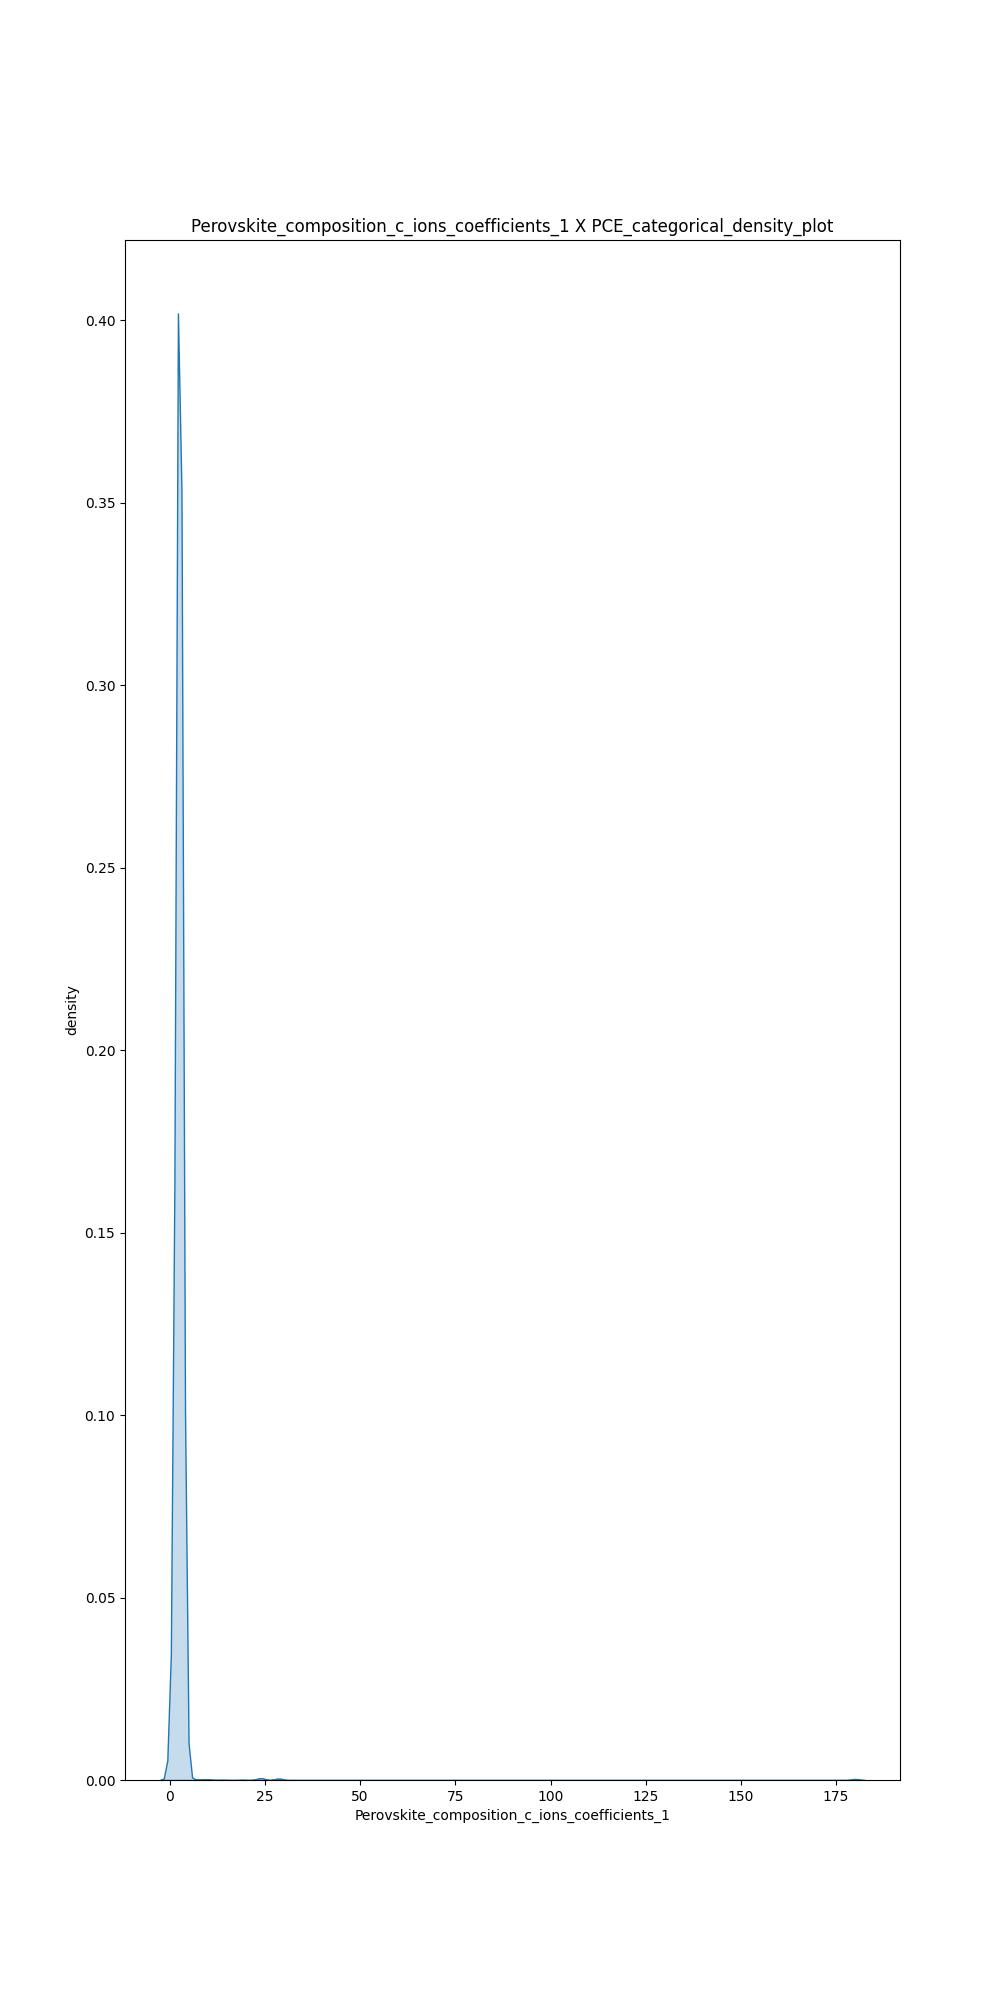 Perovskite_composition_c_ions_coefficients_1 X PCE_categorical_density_plot
0.40
0.35
0.30
0.25
density
0.20
0.15
0.10
0.05
0.00
0 25 50 75 100 125 150 175
Perovskite_composition_c_ions_coefficients_1